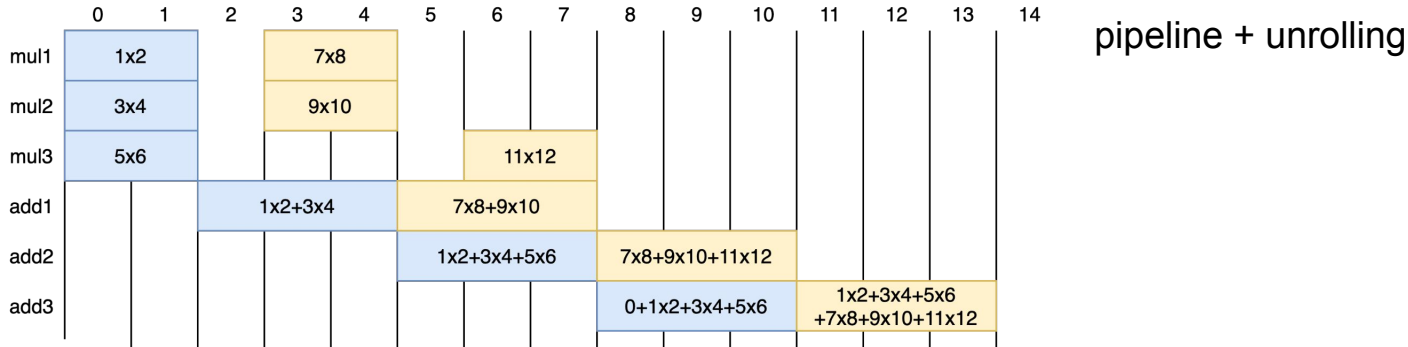 0 1 2 3 4 5 6 7 8 9 10 11 12 13 14
pipeline + unrolling
mul1 1x2 7x8
mul2 3x4 9x10
mul3 5x6 11x12
add1 1x2+3x4 7x8+9x10
add2 1x2+3x4+5x6 7x8+9x10+11x12
add3 0+1x2+3x4+5x6 1x2+3x4+5x6
+7x8+9x10+11x12